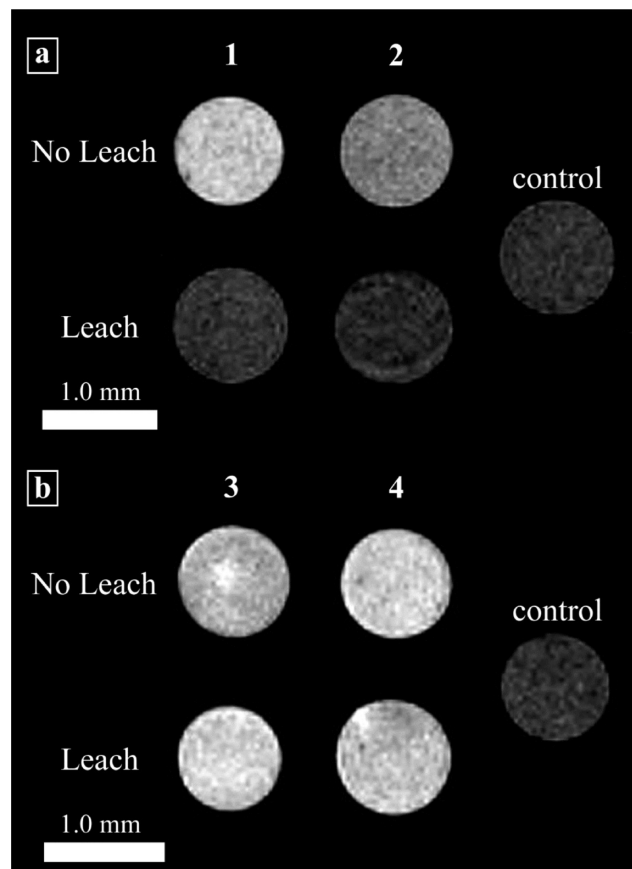 a
1 2
No Leach
control
Leach
1.0 mm
b
3 4
No Leach
control
Leach
1.0 mm